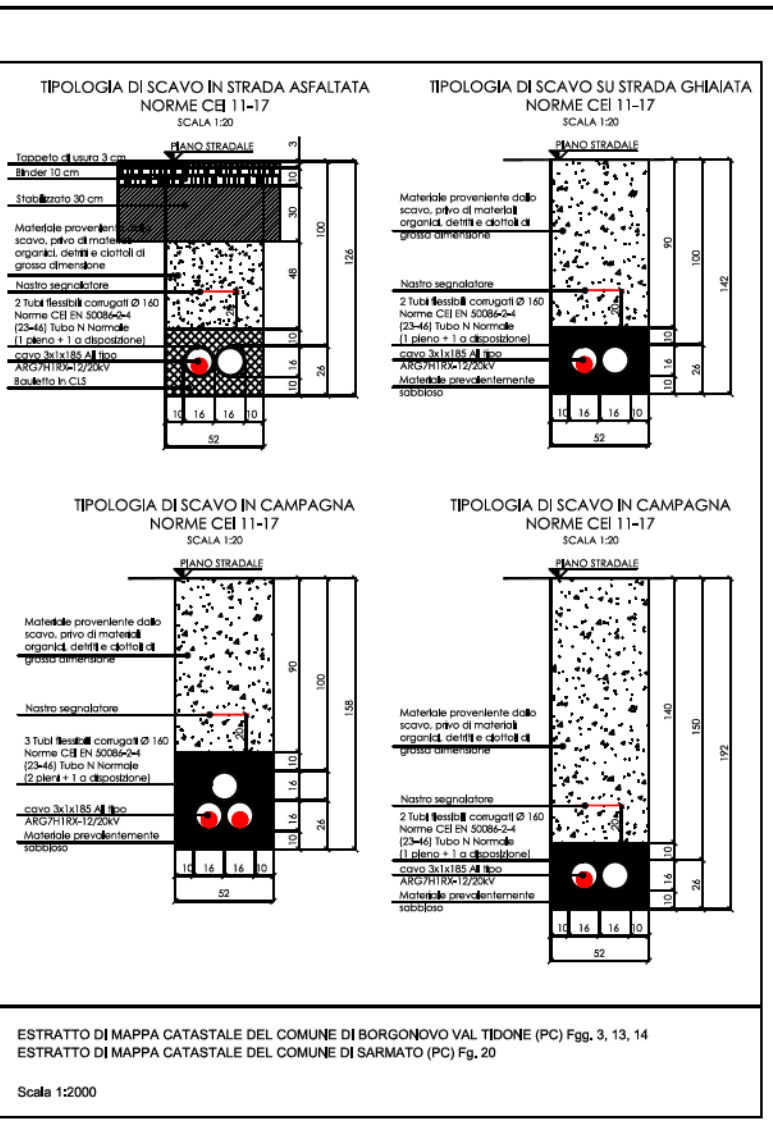 TIPOLOGIA DI SCAVO IN STRADA ASFALTATA
NORME CEI 11-17
SCALA 1:20
PIANO STRADALE
Tappeto di usura 3 cm
Binder 10 cm
Stabilizzato 30 cm
Materiale proveniente dallo
scavo, privo di materiali
organici, detriti e ciottoli di
grossa dimensione
Nastro segnalatore
2 Tubi flessibili corrugati Ø 160
Norme CEI EN 50086-2-4
(23-46) Tubo N Normale
(1 pieno + 1 a disposizione)
cavo 3x1x185 Al tipo
ARG7H1RX-12/20kV
Bauletto in CLS
3
10
30
48
10
16
10
100
26
126
20
10 16 16 10
52
TIPOLOGIA DI SCAVO SU STRADA GHIAIATA
NORME CEI 11-17
SCALA 1:20
PIANO STRADALE
Materiale proveniente dallo
scavo, privo di materiali
organici, detriti e ciottoli di
grossa dimensione
Nastro segnalatore
2 Tubi flessibili corrugati Ø 160
Norme CEI EN 50086-2-4
(23-46) Tubo N Normale
(1 pieno + 1 a disposizione)
cavo 3x1x185 Al tipo
ARG7H1RX-12/20kV
Materiale prevalentemente
sabbioso
90
10
16
10
100
26
142
20
10 16 16 10
52
TIPOLOGIA DI SCAVO IN CAMPAGNA
NORME CEI 11-17
SCALA 1:20
PIANO STRADALE
Materiale proveniente dallo
scavo, privo di materiali
organici, detriti e ciottoli di
grossa dimensione
Nastro segnalatore
3 Tubi flessibili corrugati Ø 160
Norme CEI EN 50086-2-4
(23-46) Tubo N Normale
(2 pieni + 1 a disposizione)
cavo 3x1x185 Al tipo
ARG7H1RX-12/20kV
Materiale prevalentemente
sabbioso
90
10
16
16
10
100
26
158
20
10 16 16 10
52
TIPOLOGIA DI SCAVO IN CAMPAGNA
NORME CEI 11-17
SCALA 1:20
PIANO STRADALE
Materiale proveniente dallo
scavo, privo di materiali
organici, detriti e ciottoli di
grossa dimensione
Nastro segnalatore
2 Tubi flessibili corrugati Ø 160
Norme CEI EN 50086-2-4
(23-46) Tubo N Normale
(1 pieno + 1 a disposizione)
cavo 3x1x185 Al tipo
ARG7H1RX-12/20kV
Materiale prevalentemente
sabbioso
140
10
16
10
150
26
192
20
10 16 16 10
52
ESTRATTO DI MAPPA CATASTALE DEL COMUNE DI BORGONOVO VAL TIDONE (PC) Fgg. 3, 13, 14
ESTRATTO DI MAPPA CATASTALE DEL COMUNE DI SARMATO (PC) Fg. 20
Scala 1:2000